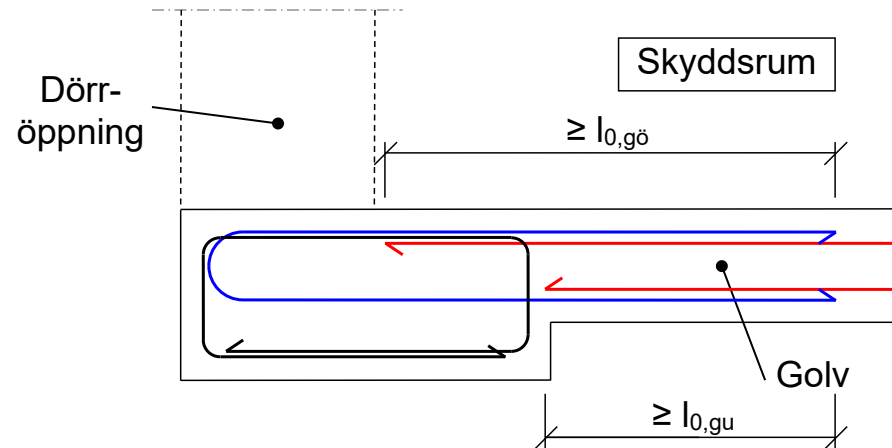 Skyddsrum
Dörr-
öppning
≥ l0,gö
Golv
≥ l0,gu